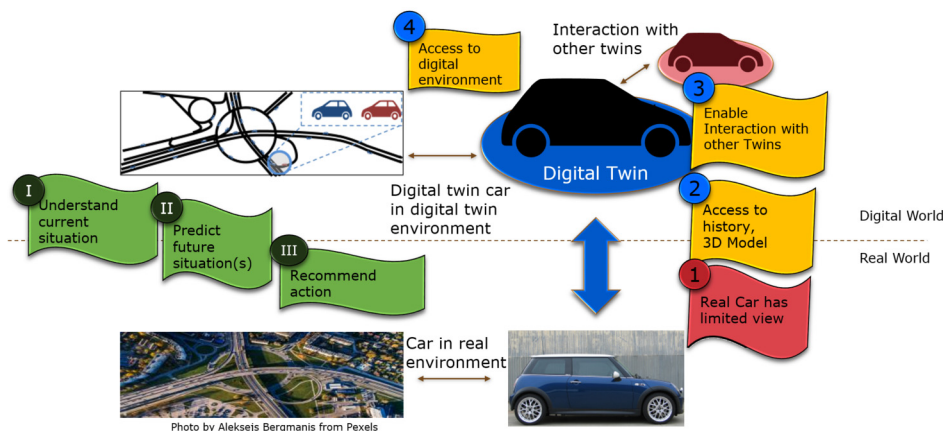 4
Access to
digital
environment
Interaction with
other twins
3
Enable
Interaction with
other Twins
Digital Twin
Digital twin car
in digital twin
environment
2
Access to
history,
3D Model
Digital World
Real World
I
Understand
current
situation
II
Predict
future
situation(s)
III
Recommend
action
1
Real Car has
limited view
Car in real
environment
Photo by Alekseis Bergmanis from Pexels